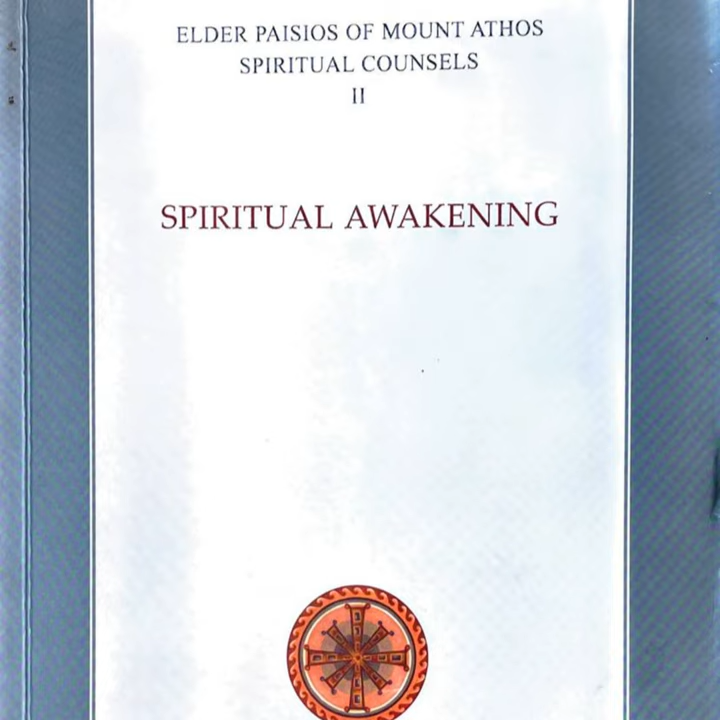 ELDER PAISIOS OF MOUNT ATHOS
SPIRITUAL COUNSELS
II
SPIRITUAL AWAKENING